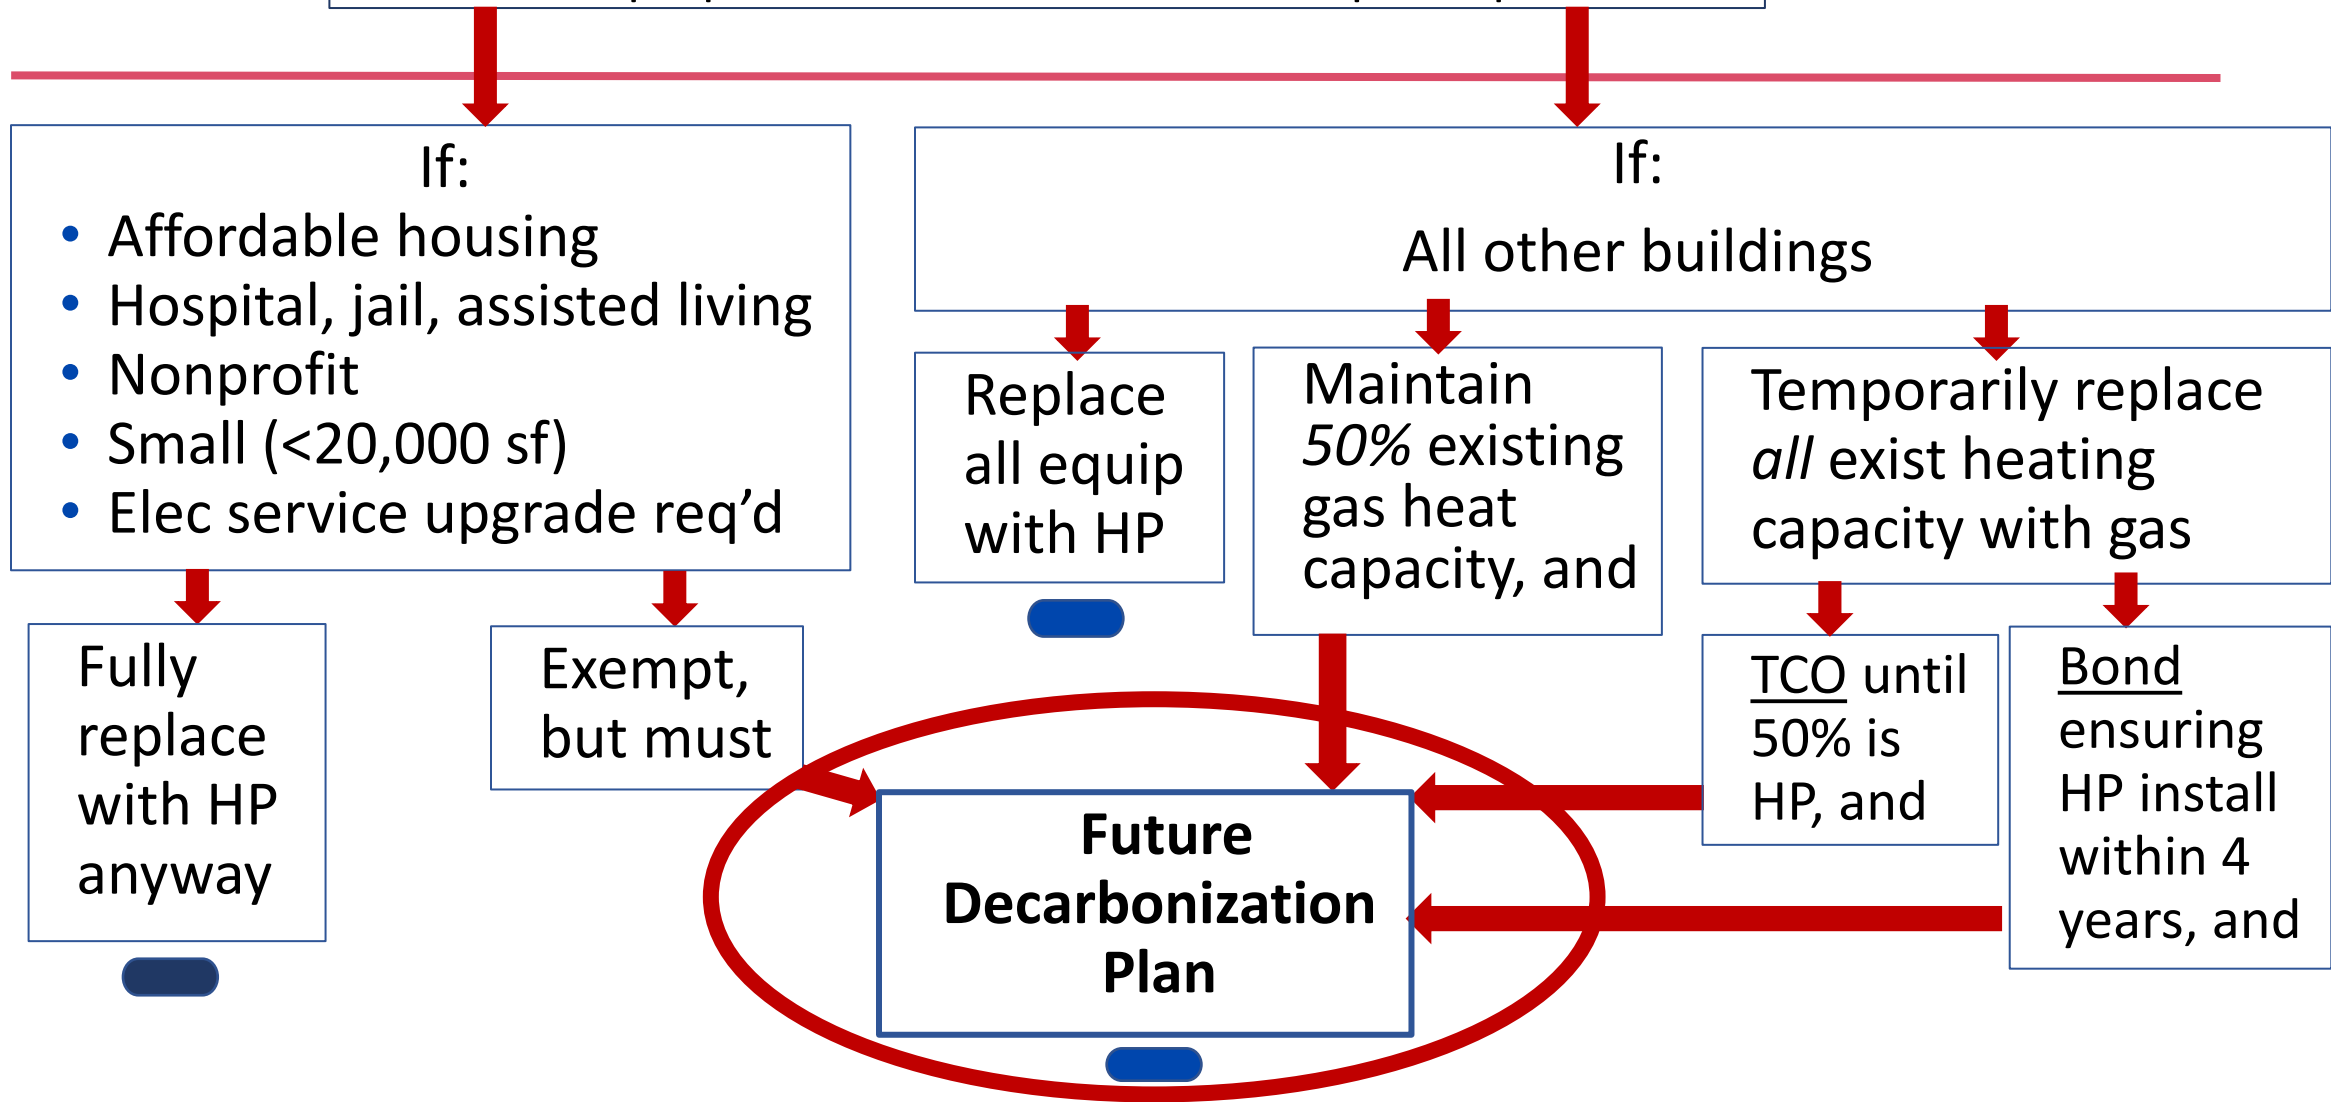 If:
• Affordable housing
• Hospital, jail, assisted living
• Nonprofit
• Small (<20,000 sf)
• Elec service upgrade req’d
If:
All other buildings
Fully
replace
with HP
anyway
Exempt,
but must
Replace
all equip
with HP
Maintain
50% existing
gas heat
capacity, and
Temporarily replace
all exist heating
capacity with gas
TCO until
50% is
HP, and
Bond
ensuring
HP install
within 4
years, and
Future
Decarbonization
Plan